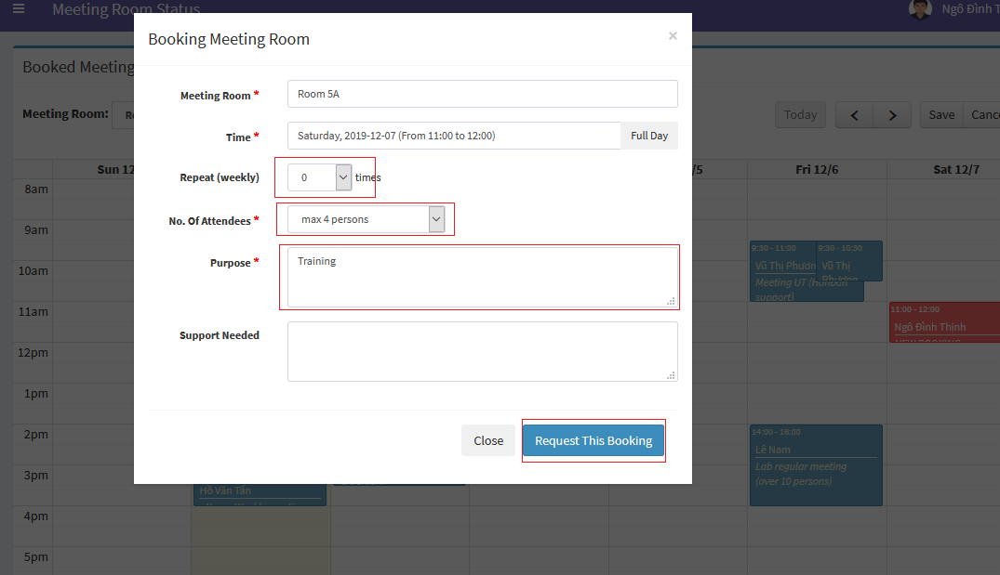 Meeting Room Status
Ngô Đình T
Booking Meeting Room
×
Booked Meeting
Meeting Room *
Room 5A
Meeting Room:
Today
Save
Cance
Time *
Saturday, 2019-12-07 (From 11:00 to 12:00)
Full Day
Sun 12
/5
Fri 12/6
Sat 12/7
Repeat (weekly)
0
times
8am
No. Of Attendees *
max 4 persons
9am
9:30 - 11:00
Vũ Thị Phươn
Meeting UT
support)
9:30 - 10:30
Vũ Thị
Phương
Purpose *
Training
10am
11am
11:00 - 12:00
Ngô Đình Thịnh
NEW BOOKING
Support Needed
12pm
1pm
2pm
14:00 - 16:00
Lê Nam
Lab regular meeting
(over 10 persons)
Close
Request This Booking
3pm
Hồ Văn Tấn
4pm
5pm